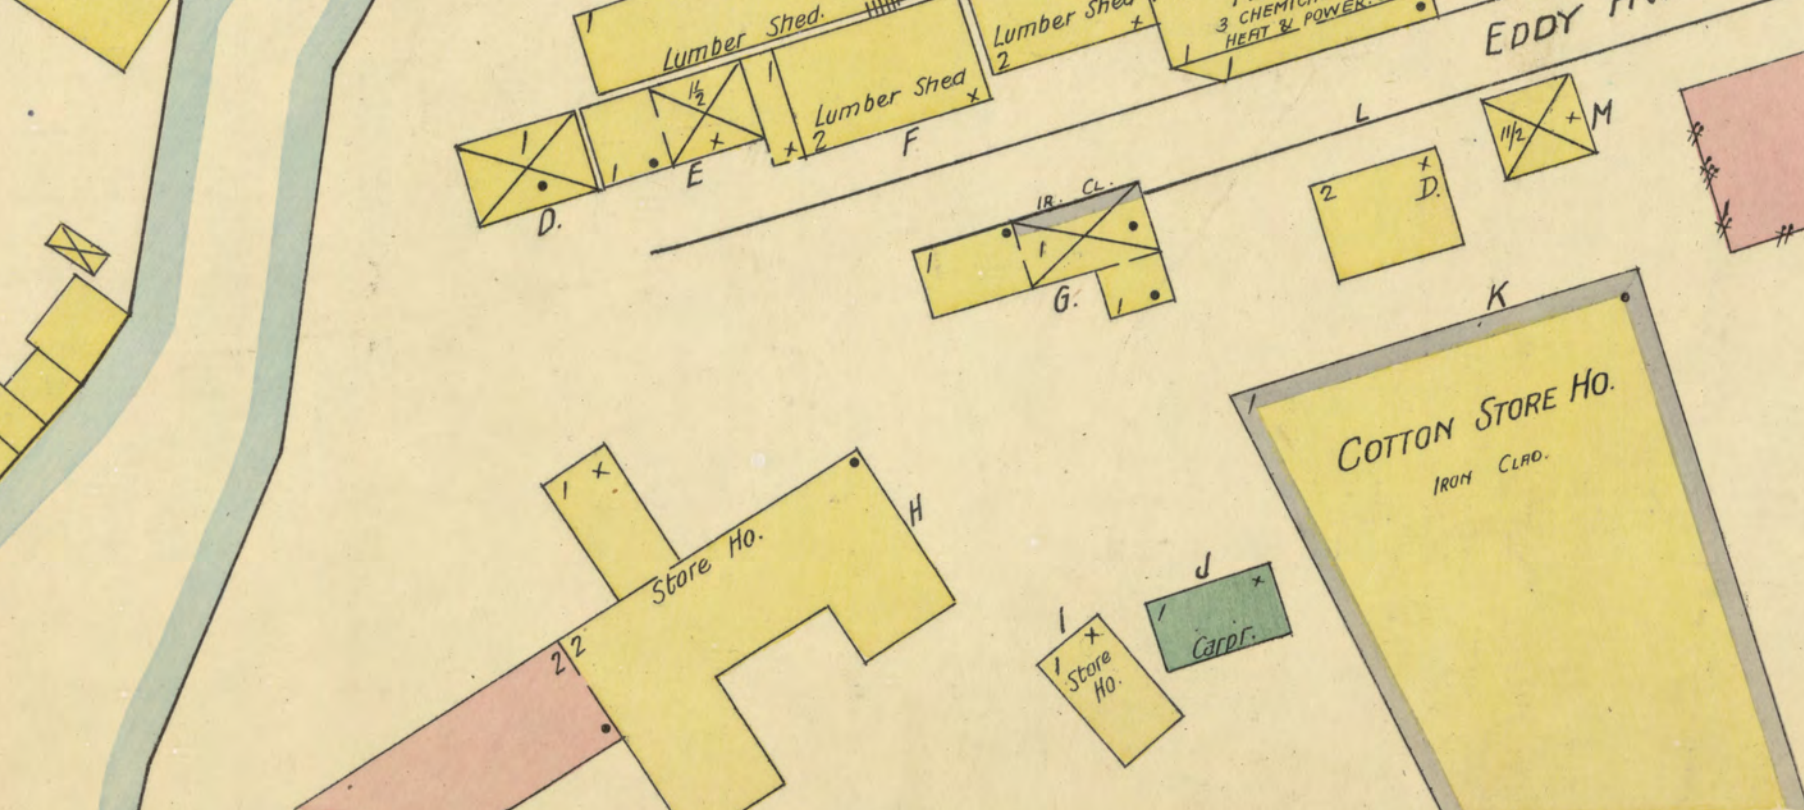 1
Lumber Shed.
Lumber Shed
x
2
3 CHEMIC
HEAT & POWER.
1
1
EDDY
1
1½
x
1
Lumber Shed
x
x
2
F
1
E
1
D.
L
11/2
x
M
IR. CL.
2
x
D.
1
1
G.
1
K
1
COTTON STORE HO.
IRON CLAD.
1
x
Store Ho.
H
2
2
J
1
x
Carpr.
1
x
1
Store
Ho.